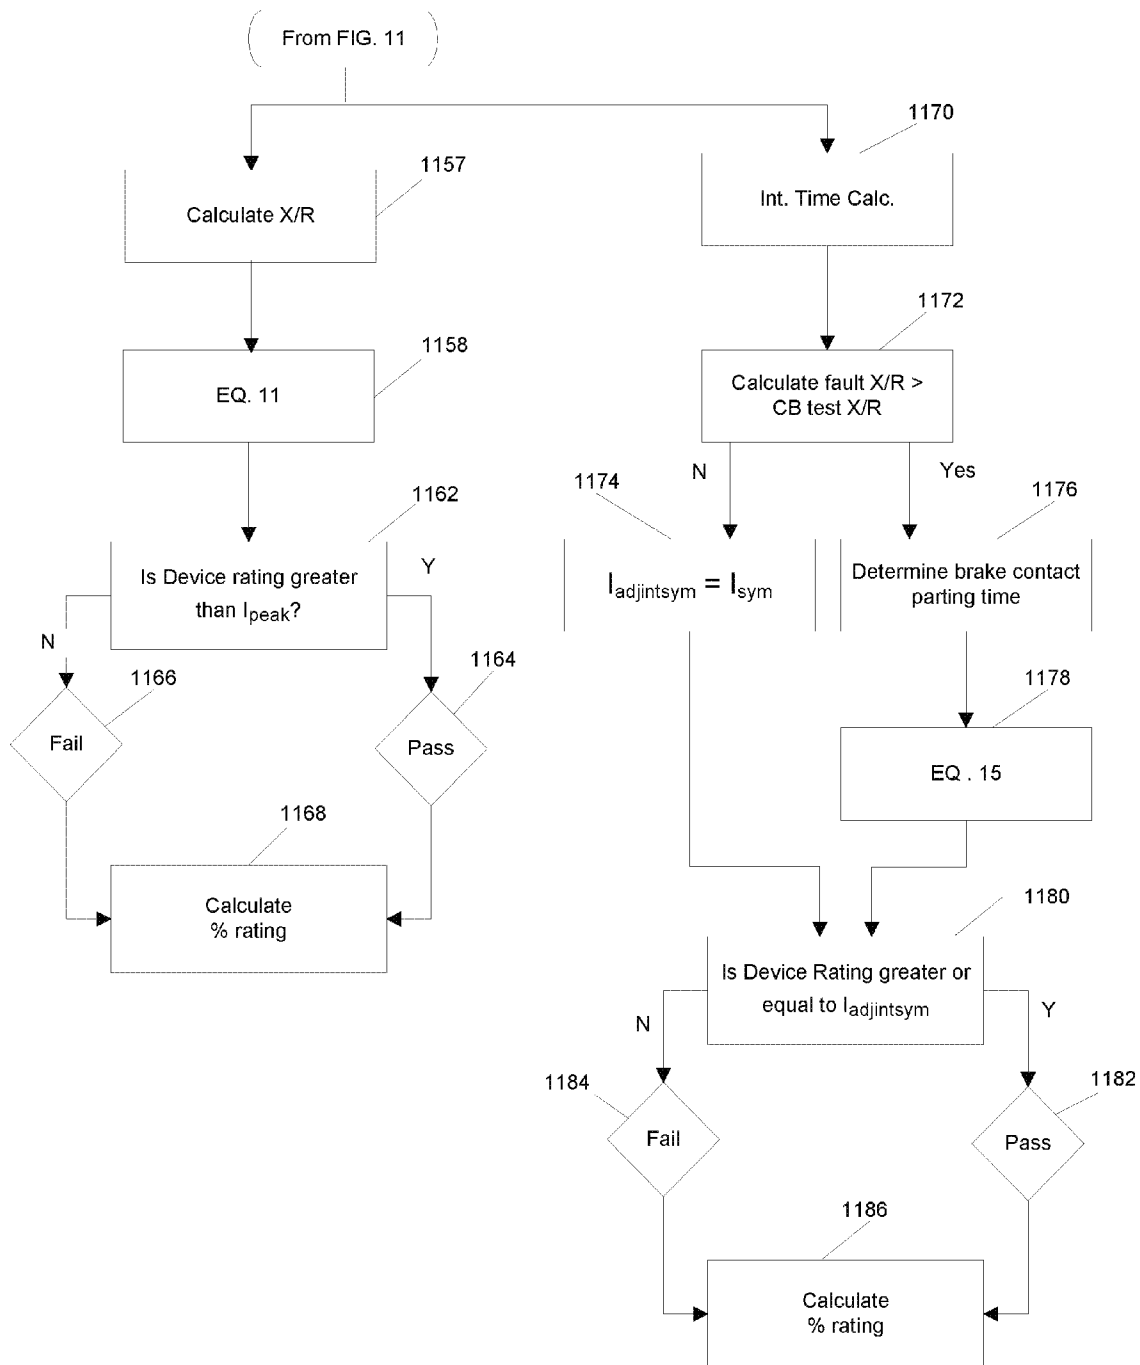 From FIG. 11
1170
1157
Int. Time Calc.
Calculate X/R
1172
1158
Calculate fault X/R >
CB test X/R
EQ. 11
N
Yes
1174
1176
1162
Is Device rating greater
than Ipeak?
Y
N
Iadjintsym = Isym
Determine brake contact
parting time
1166
1164
1178
Fail
Pass
EQ . 15
1168
Calculate
% rating
1180
Is Device Rating greater or
equal to Iadjintsym
N
Y
1184
1182
Fail
Pass
1186
Calculate
% rating